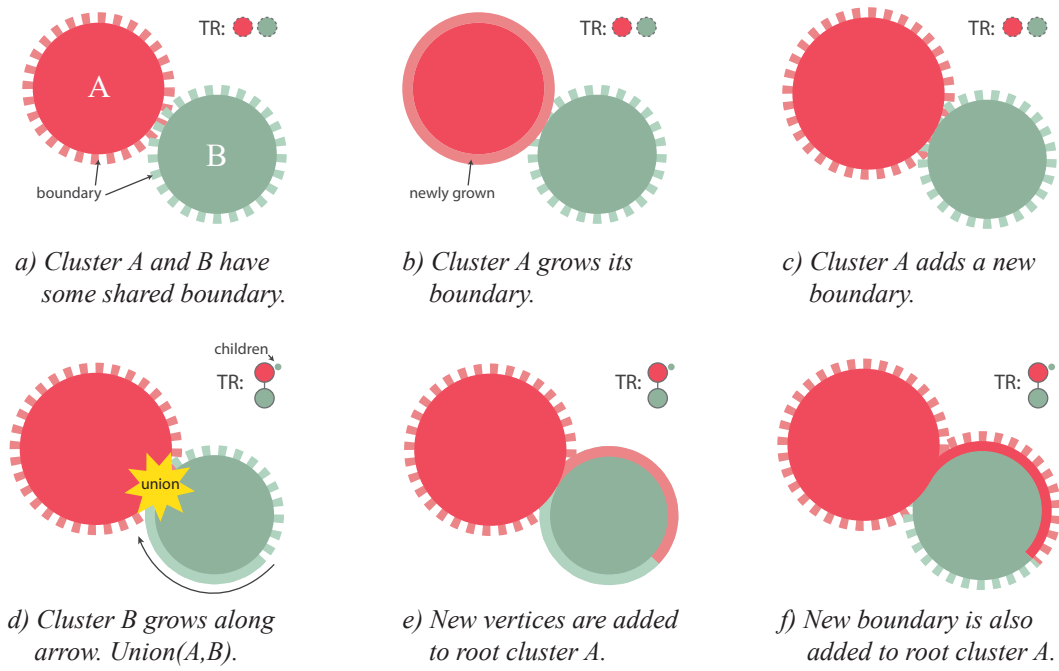 TR:
A
B
boundary
a) Cluster A and B have
some shared boundary.
TR:
newly grown
b) Cluster A grows its
boundary.
TR:
c) Cluster A adds a new
boundary.
children
TR:
union
d) Cluster B grows along
arrow. Union(A,B).
TR:
e) New vertices are added
to root cluster A.
TR:
f) New boundary is also
added to root cluster A.